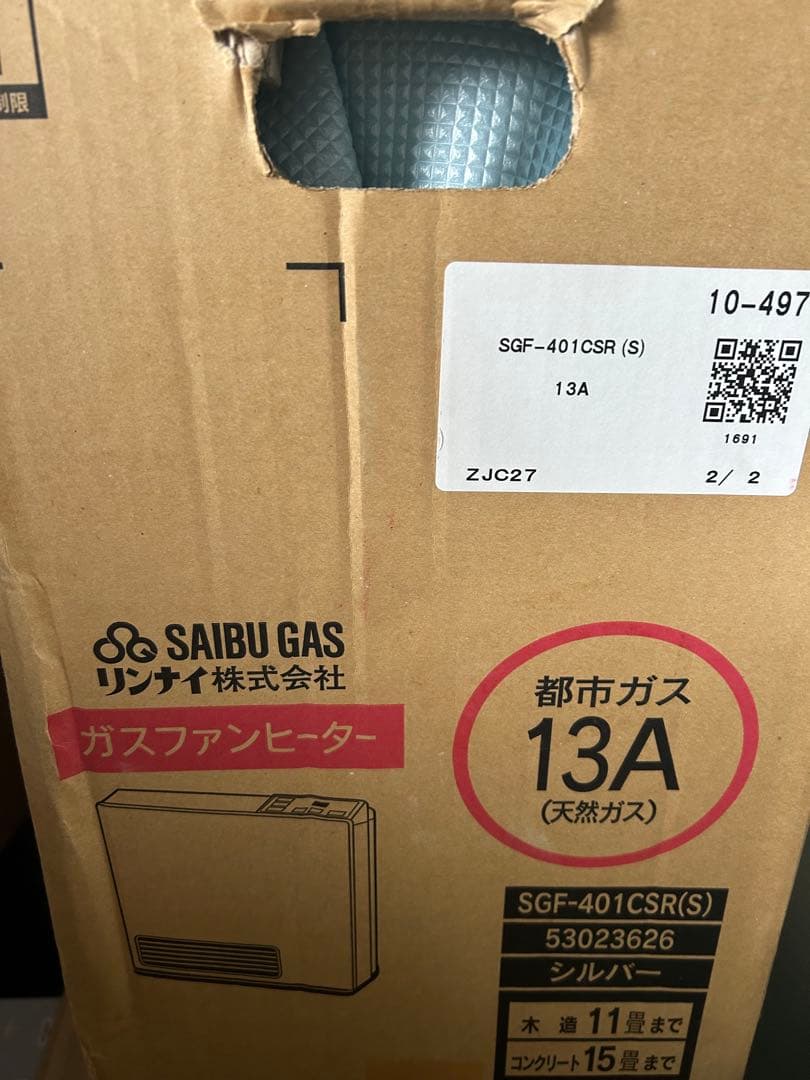 制限
10-497
SGF-401CSR (S)
13A
1691
ZJC27
2/ 2
SAIBU GAS
リンナイ株式会社
ガスファンヒーター
都市ガス
13A
(天然ガス)
SGF-401CSR(S)
53023626
シルバー
木造11畳まで
コンクリート15畳まで